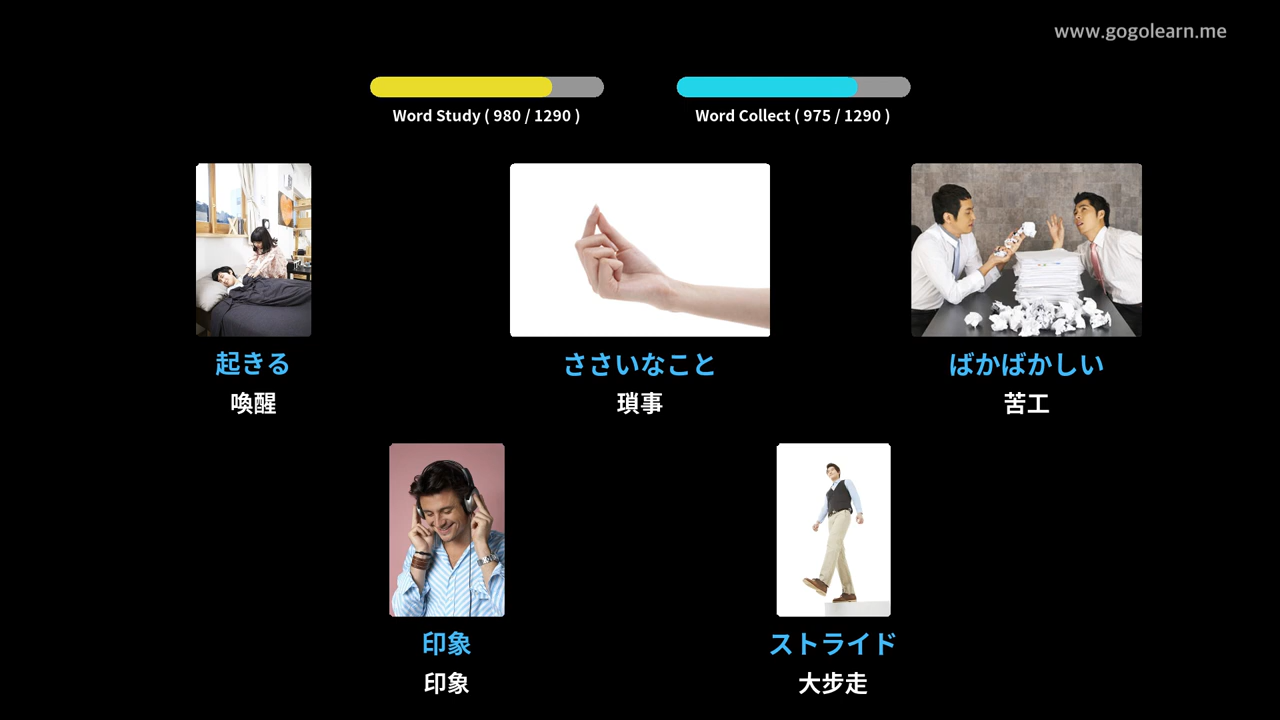 www.gogolearn.me
Word Study ( 980 / 1290 )
Word Collect ( 975 / 1290 )
起きる
喚醒
ささいなこと
瑣事
ばかばかしい
苦工
印象
印象
ストライド
大步走